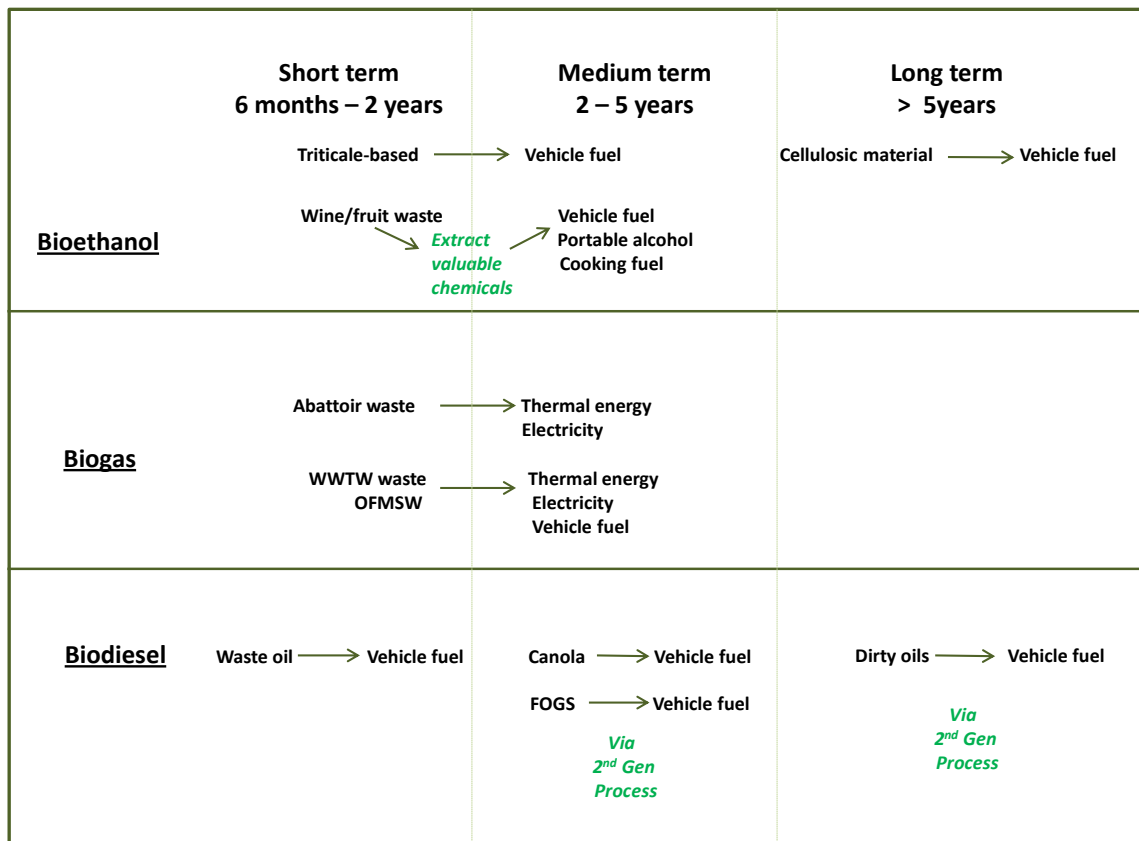 Short term
6 months – 2 years
Medium term
2 – 5 years
Long term
> 5years
Bioethanol
Triticale-based
Vehicle fuel
Cellulosic material
Vehicle fuel
Wine/fruit waste
Extract
valuable
chemicals
Vehicle fuel
Portable alcohol
Cooking fuel
Biogas
Abattoir waste
Thermal energy
Electricity
WWTW waste
OFMSW
Thermal energy
Electricity
Vehicle fuel
Biodiesel
Waste oil
Vehicle fuel
Canola
Vehicle fuel
FOGS
Vehicle fuel
Via
2nd Gen
Process
Dirty oils
Vehicle fuel
Via
2nd Gen
Process